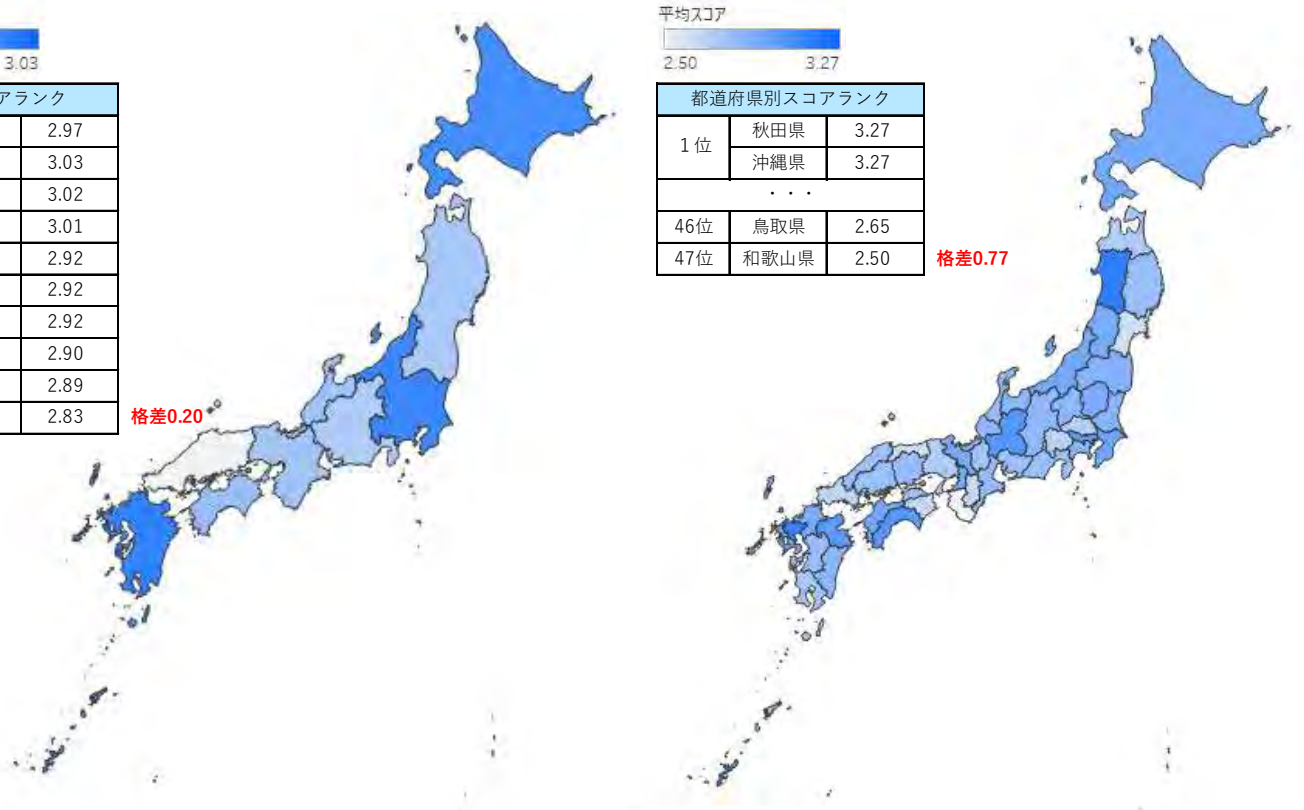 3.03
アランク
2.97
3.03
3.02
3.01
2.92
2.92
2.92
2.90
2.89
2.83
格差0.20
平均スコア
2.50 3.27
都道府県別スコアランク
1位 秋田県 3.27
沖縄県 3.27
・・・
46位 鳥取県 2.65
47位 和歌山県 2.50
格差0.77